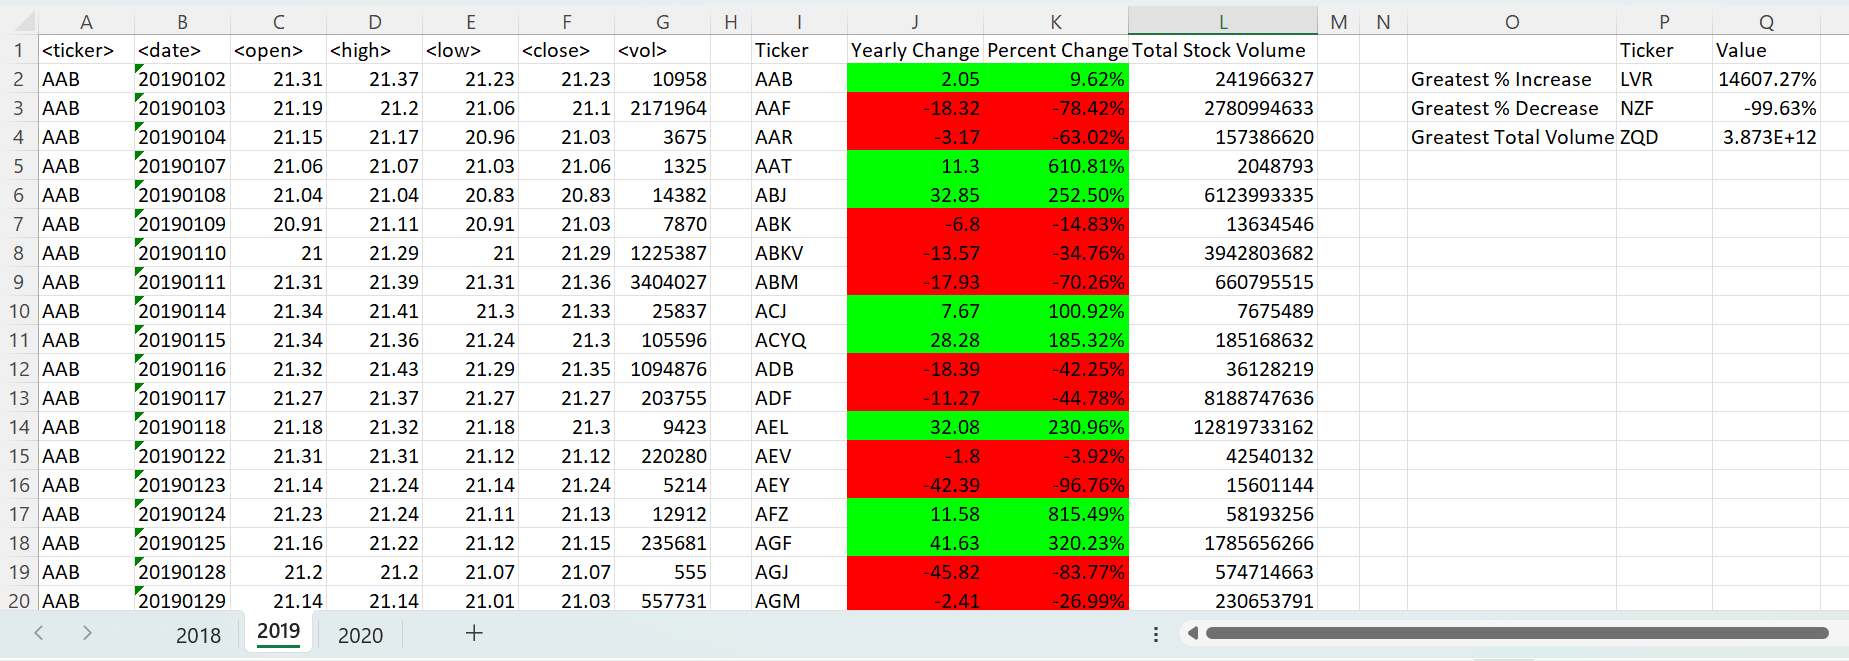 A B C D E F G H I J K L M N O P Q
1 <ticker> <date> <open> <high> <low> <close> <vol> Ticker Yearly Change Percent Change Total Stock Volume Ticker Value
2 AAB 20190102 21.31 21.37 21.23 21.23 10958 AAB 2.05 9.62% 241966327 Greatest % Increase LVR 14607.27%
3 AAB 20190103 21.19 21.2 21.06 21.1 2171964 AAF -18.32 -78.42% 2780994633 Greatest % Decrease NZF -99.63%
4 AAB 20190104 21.15 21.17 20.96 21.03 3675 AAR -3.17 -63.02% 157386620 Greatest Total Volume ZQD 3.873E+12
5 AAB 20190107 21.06 21.07 21.03 21.06 1325 AAT 11.3 610.81% 2048793
6 AAB 20190108 21.04 21.04 20.83 20.83 14382 ABJ 32.85 252.50% 6123993335
7 AAB 20190109 20.91 21.11 20.91 21.03 7870 ABK -6.8 -14.83% 13634546
8 AAB 20190110 21 21.29 21 21.29 1225387 ABKV -13.57 -34.76% 3942803682
9 AAB 20190111 21.31 21.39 21.31 21.36 3404027 ABM -17.93 -70.26% 660795515
10 AAB 20190114 21.34 21.41 21.3 21.33 25837 ACJ 7.67 100.92% 7675489
11 AAB 20190115 21.34 21.36 21.24 21.3 105596 ACYQ 28.28 185.32% 185168632
12 AAB 20190116 21.32 21.43 21.29 21.35 1094876 ADB -18.39 -42.25% 36128219
13 AAB 20190117 21.27 21.37 21.27 21.27 203755 ADF -11.27 -44.78% 8188747636
14 AAB 20190118 21.18 21.32 21.18 21.3 9423 AEL 32.08 230.96% 12819733162
15 AAB 20190122 21.31 21.31 21.12 21.12 220280 AEV -1.8 -3.92% 42540132
16 AAB 20190123 21.14 21.24 21.14 21.24 5214 AEY -42.39 -96.76% 15601144
17 AAB 20190124 21.23 21.24 21.11 21.13 12912 AFZ 11.58 815.49% 58193256
18 AAB 20190125 21.16 21.22 21.12 21.15 235681 AGF 41.63 320.23% 1785656266
19 AAB 20190128 21.2 21.2 21.07 21.07 555 AGJ -45.82 -83.77% 574714663
20 AAB 20190129 21.14 21.14 21.01 21.03 557731 AGM -2.41 -26.99% 230653791
2018 2019 2020